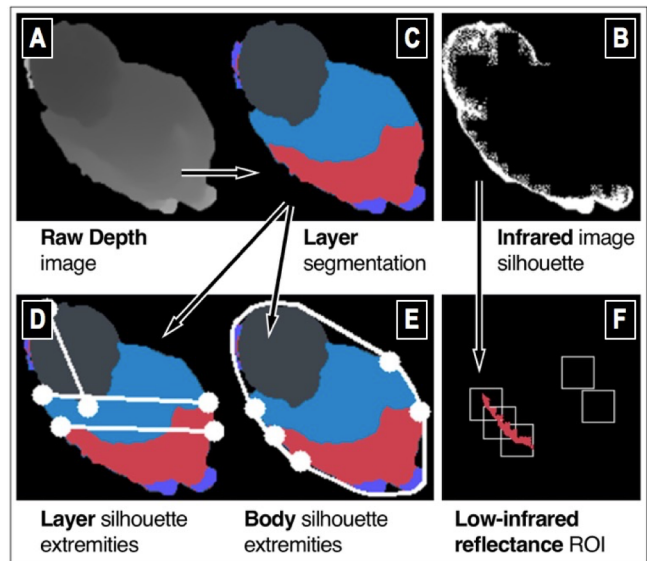 A
C
B
Raw Depth
image
Layer
segmentation
Infrared image
silhouette
D
E
F
Layer silhouette
extremities
Body silhouette
extremities
Low-infrared
reflectance ROI